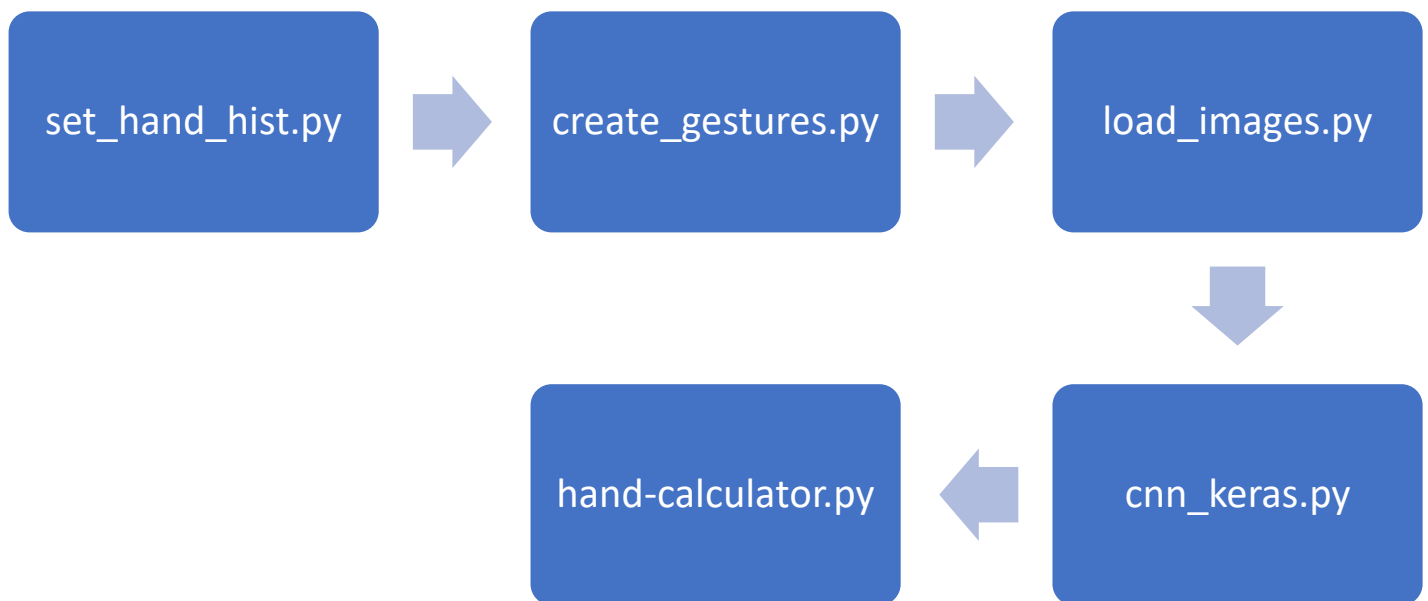 set_hand_hist.py
create_gestures.py
load_images.py
cnn_keras.py
hand-calculator.py